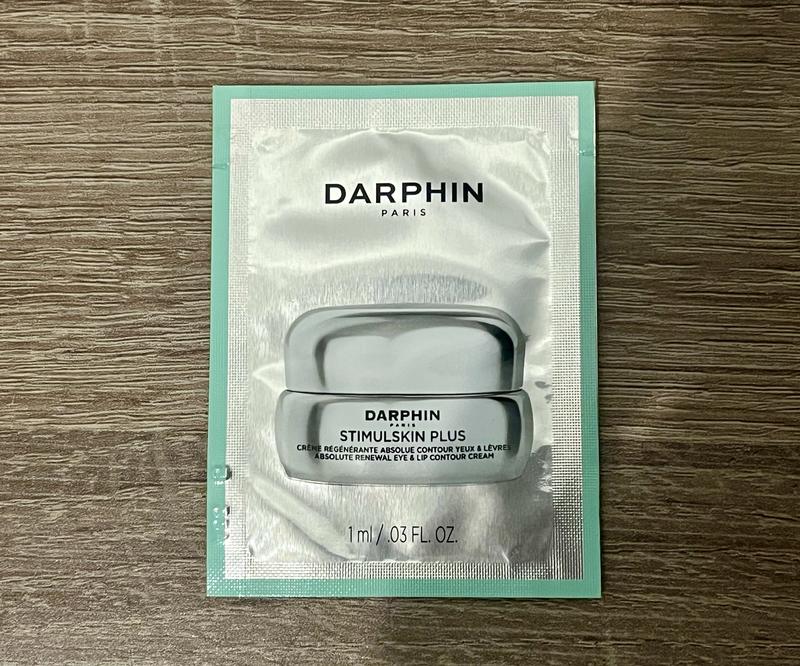 DARPHIN
PARIS
DARPHIN
PARIS
STIMULSKIN PLUS
CRÈME RÉGÉNÉRANTE ABSOLUE CONTOUR YEUX & LÈVRES
ABSOLUTE RENEWAL EYE & LIP CONTOUR CREAM
1 ml / .03 FL. OZ.